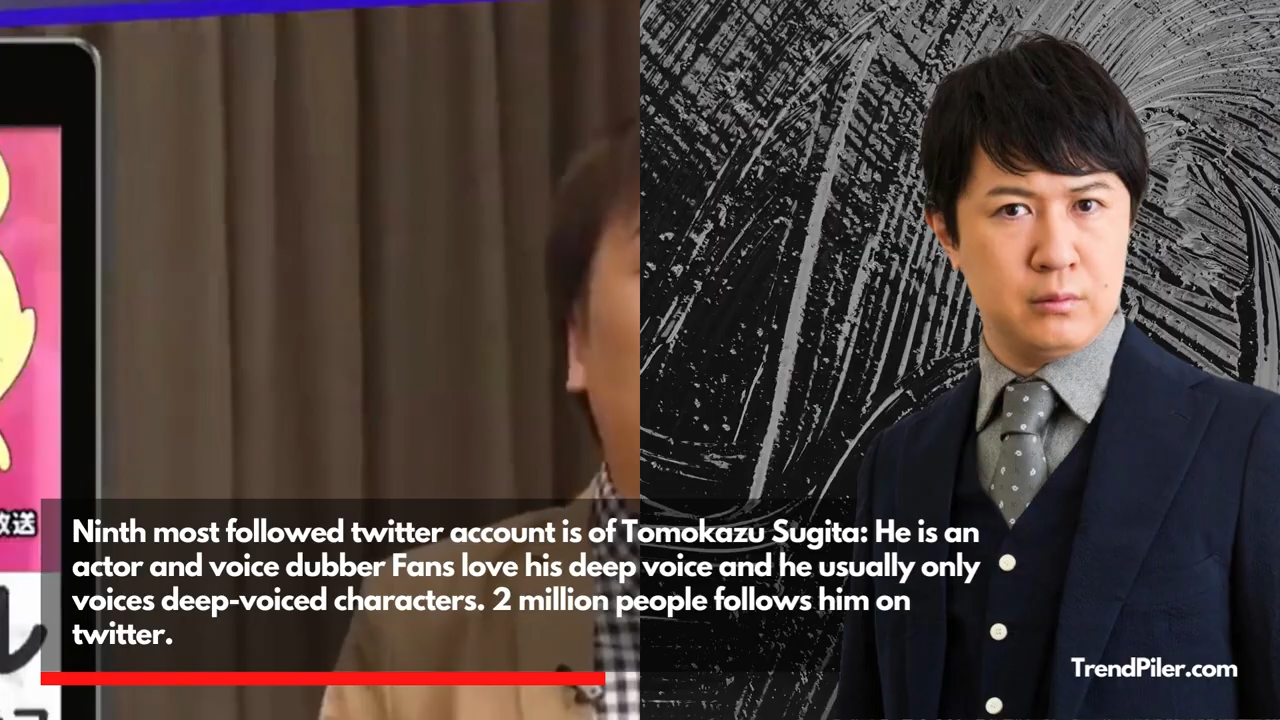 放送
Ninth most followed twitter account is of Tomokazu Sugita: He is an
actor and voice dubber Fans love his deep voice and he usually only
voices deep-voiced characters. 2 million people follows him on
twitter.
TrendPiler.com